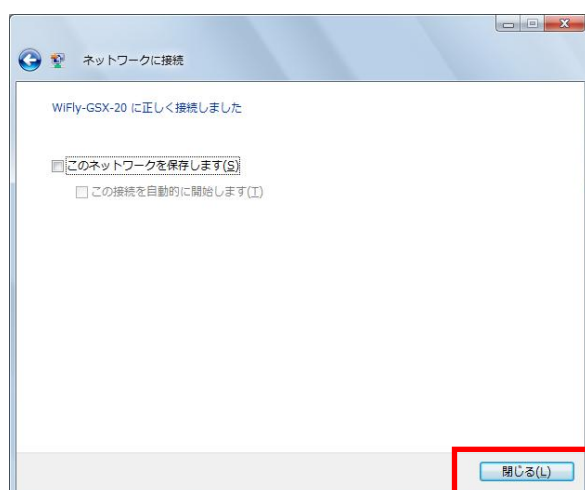 ネットワークに接続
WiFly-GSX-20 に正しく接続しました
このネットワークを保存します(S)
この接続を自動的に開始します(T)
閉じる(L)